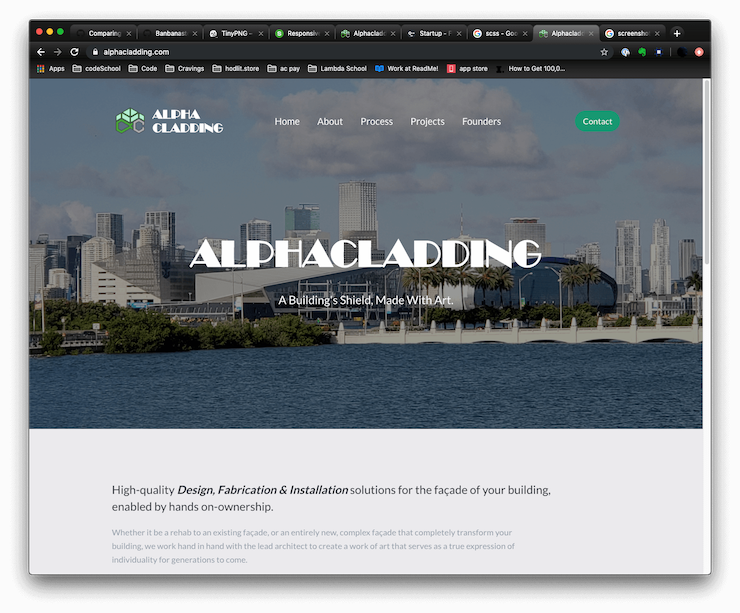 Comparing
Banbanas
TinyPNG –
Responsive
Alphacladd
Startup – F
scss - Goo
Alphacladd
screenshot
alphacladding.com
Apps
codeSchool
Code
Cravings
hodlit.store
ac pay
Lambda School
Work at ReadMe!
app store
How to Get 100,0...
ALPHA
CLADDING
Home
About
Process
Projects
Founders
Contact
ALPHACLADDING
A Building's Shield, Made With Art.
High-quality Design, Fabrication & Installation solutions for the façade of your building,
enabled by hands on-ownership.
Whether it be a rehab to an existing façade, or an entirely new, complex façade that completely transform your
building, we work hand in hand with the lead architect to create a work of art that serves as a true expression of
individuality for generations to come.